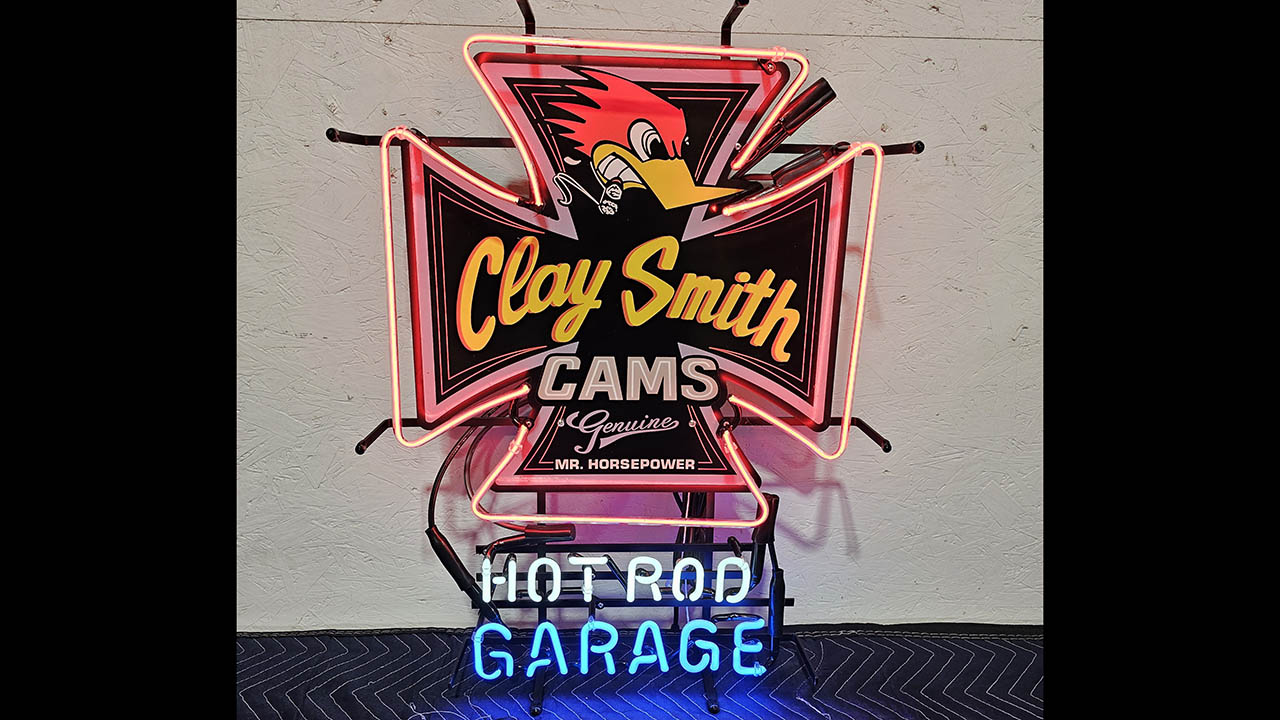 Clay Smith
CAMS
Genuine
MR. HORSEPOWER
HOT ROD
GARAGE